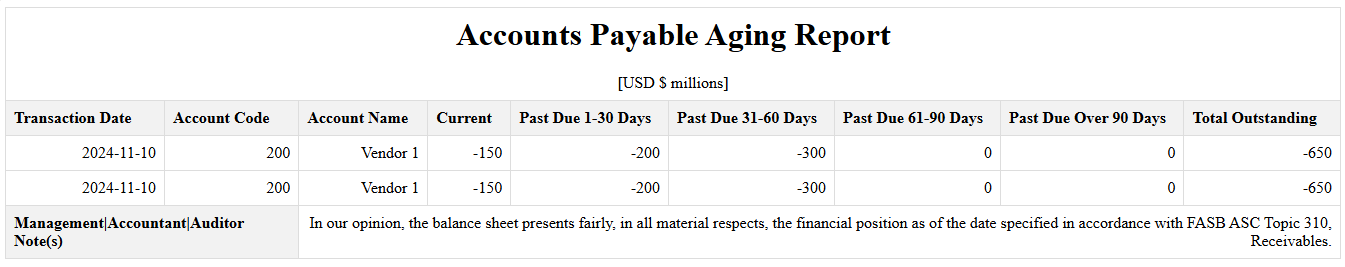 Accounts Payable Aging Report
[USD $ millions]
Transaction Date Account Code Account Name Current Past Due 1-30 Days Past Due 31-60 Days Past Due 61-90 Days Past Due Over 90 Days Total Outstanding
2024-11-10 200 Vendor 1 -150 -200 -300 0 0 -650
2024-11-10 200 Vendor 1 -150 -200 -300 0 0 -650
Management|Accountant|Auditor
Note(s)
In our opinion, the balance sheet presents fairly, in all material respects, the financial position as of the date specified in accordance with FASB ASC Topic 310,
Receivables.